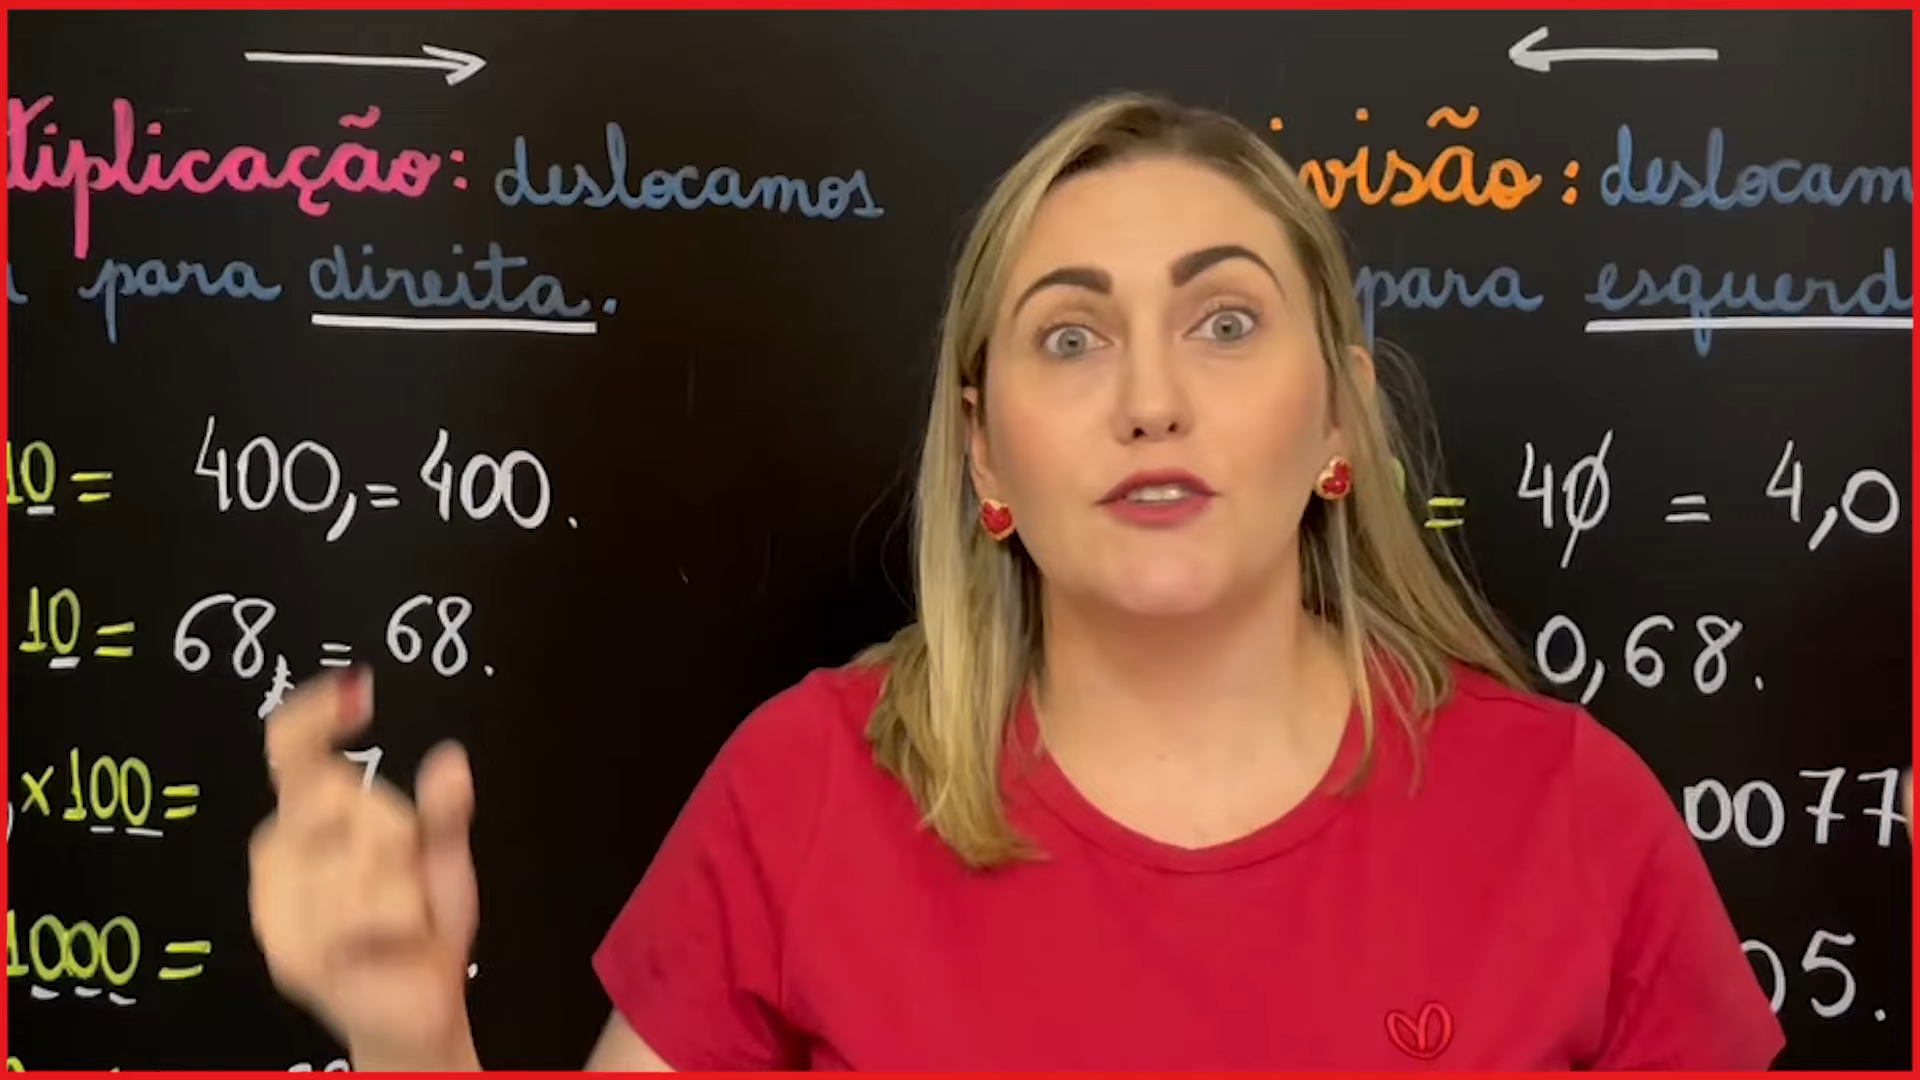 tiplicação: deslocamos
para direita.
10 = 400, = 400.
10 = 68, = 68.
x 100 =
1000 =
visão: deslocam
para esquerd
= 40 = 4,0
0,68.
0077
05.